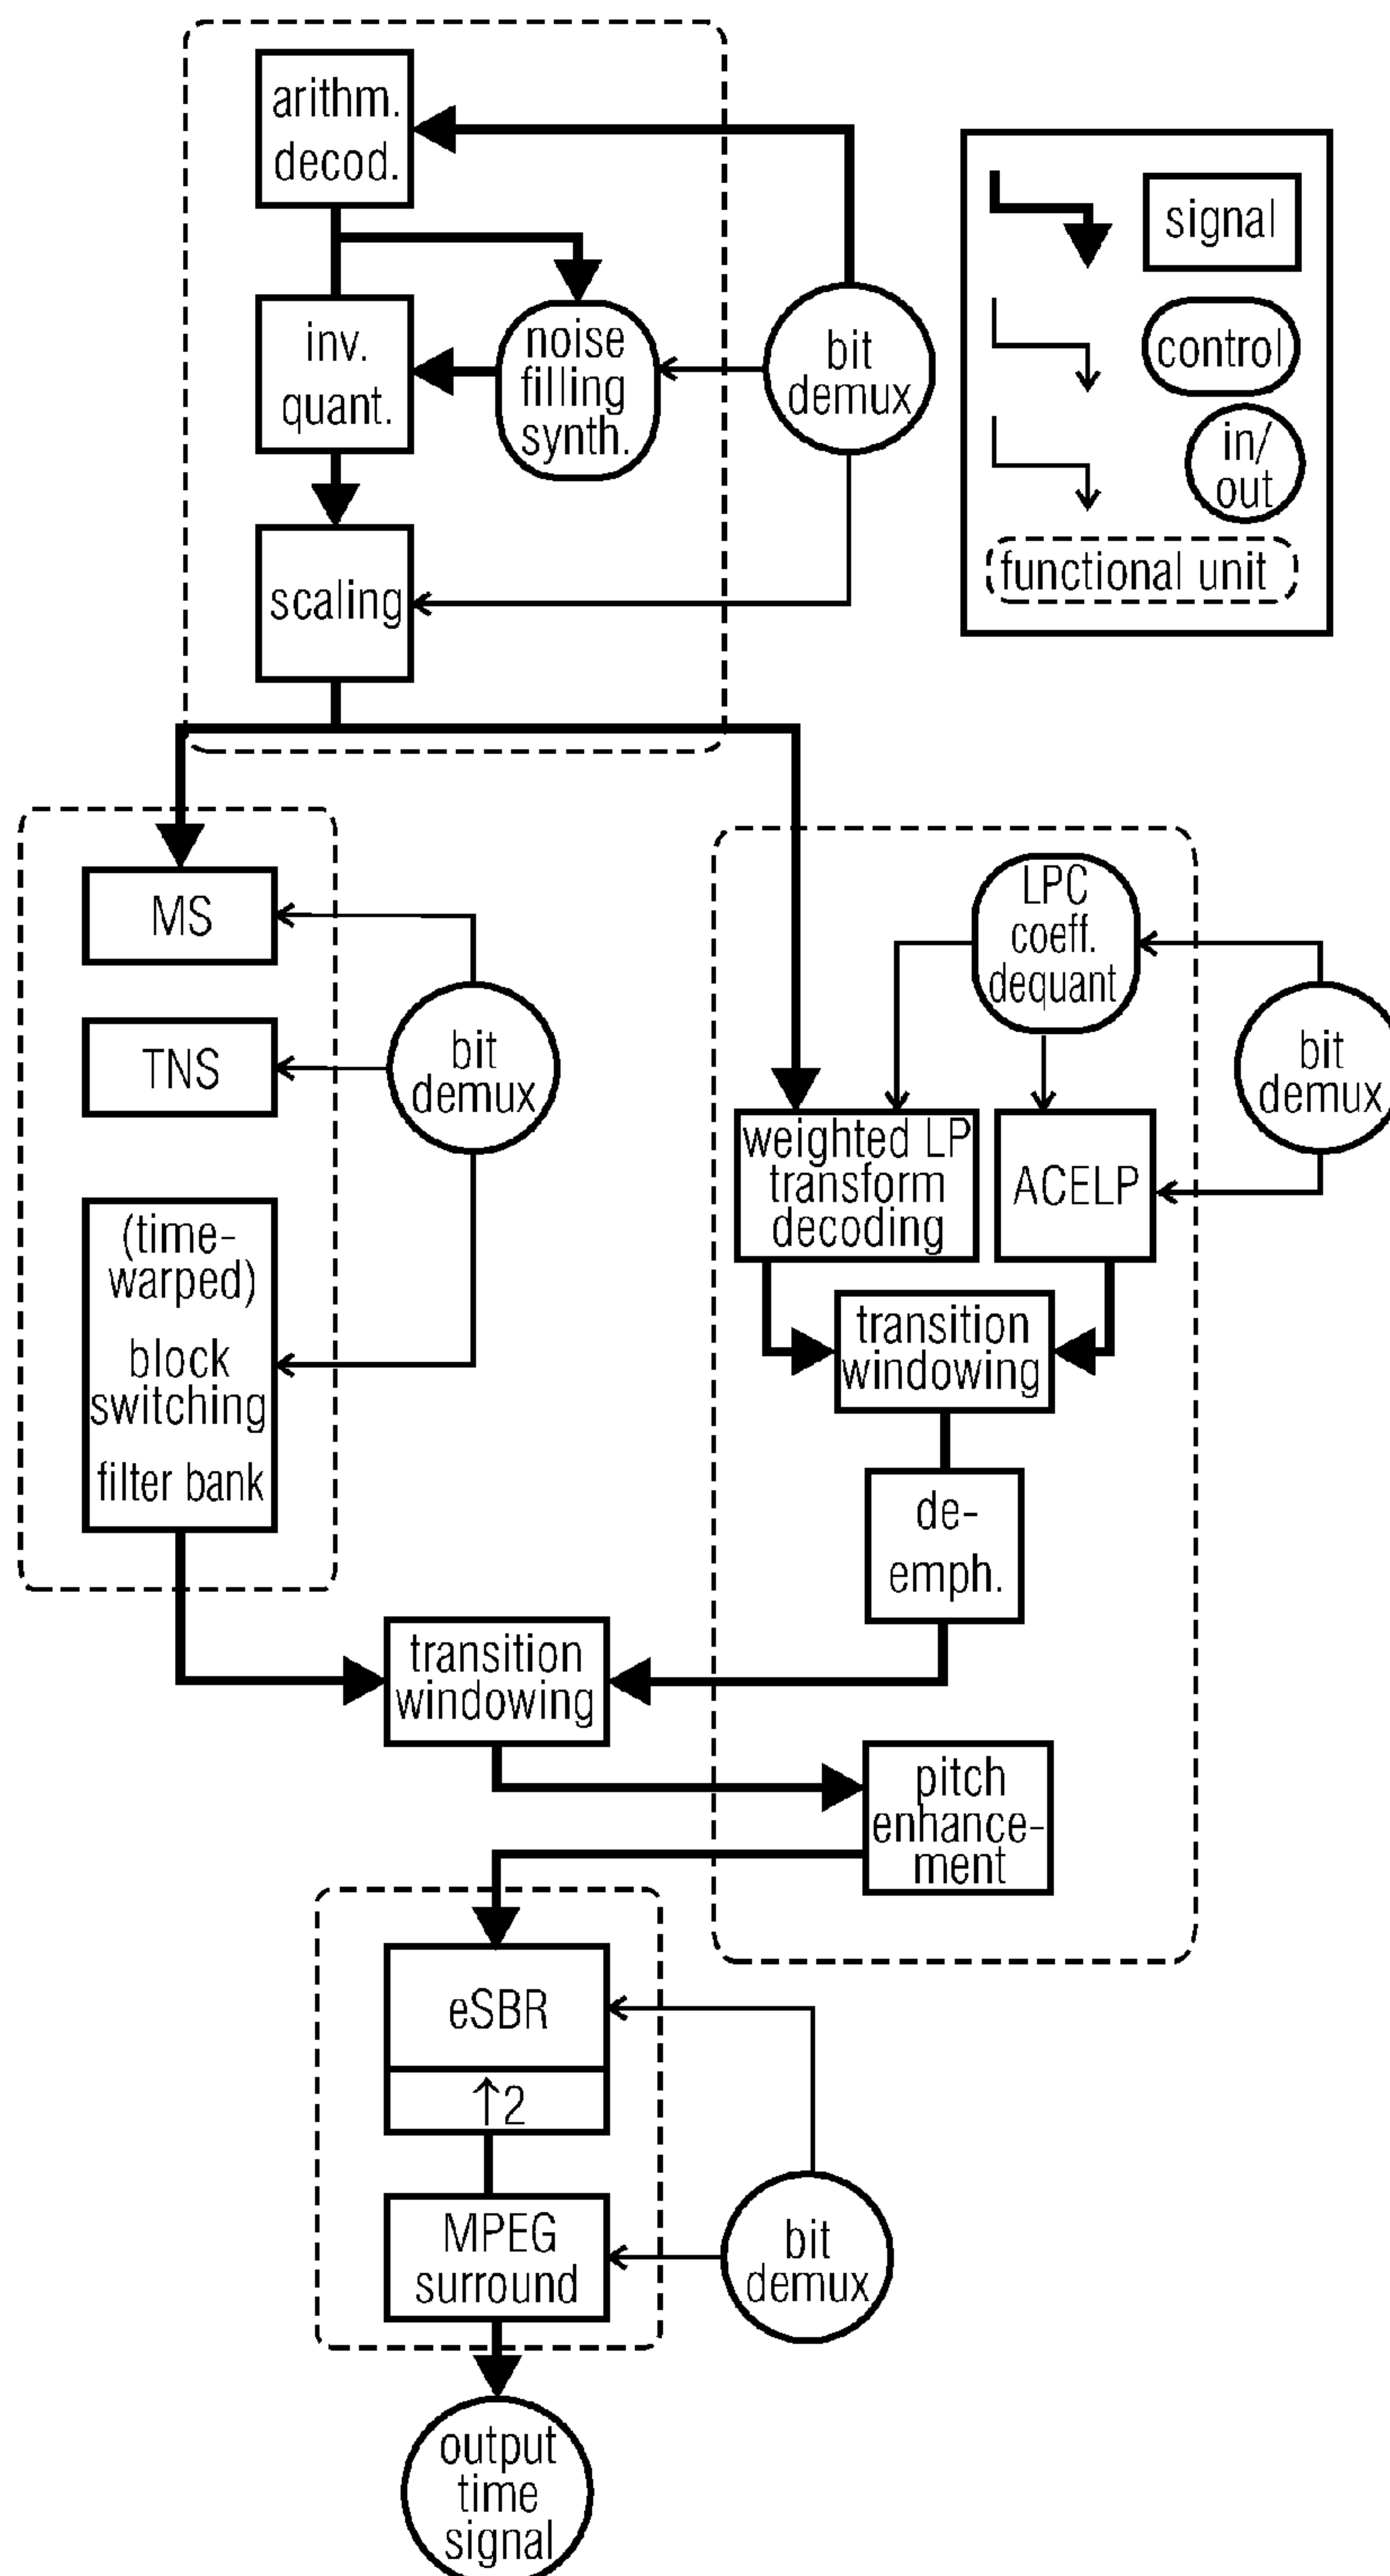 arithm.
decod.
signal
inv.
quant.
noise
filling
synth.
bit
demux
control
in/
out
scaling
functional unit
MS
LPC
coeff.
dequant
TNS
bit
demux
bit
demux
weighted LP
transform
decoding
ACELP
(time-
warped)
block
switching
filter bank
transition
windowing
de-
emph.
transition
windowing
pitch
enhance-
ment
eSBR
↑2
MPEG
surround
bit
demux
output
time
signal